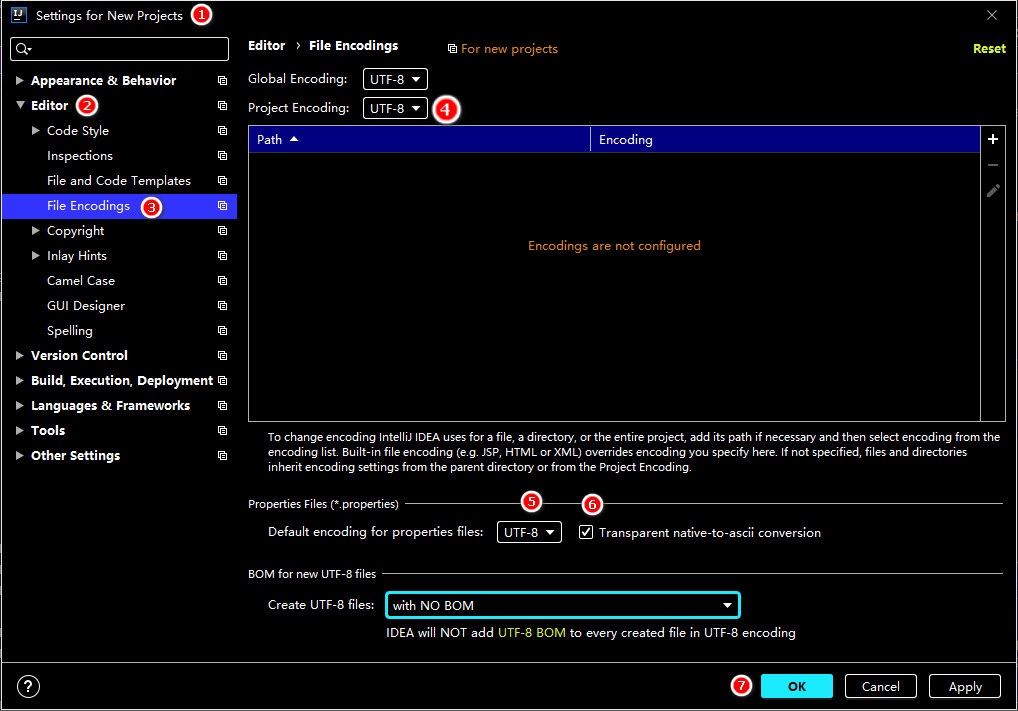 IJ Settings for New Projects 1
Editor › File Encodings For new projects Reset
Appearance & Behavior
Editor 2
Code Style
Inspections
File and Code Templates
File Encodings 3
Copyright
Inlay Hints
Camel Case
GUI Designer
Spelling
Version Control
Build, Execution, Deployment
Languages & Frameworks
Tools
Other Settings
Global Encoding: UTF-8
Project Encoding: UTF-8 4
Path Encoding
Encodings are not configured
To change encoding IntelliJ IDEA uses for a file, a directory, or the entire project, add its path if necessary and then select encoding from the
encoding list. Built-in file encoding (e.g. JSP, HTML or XML) overrides encoding you specify here. If not specified, files and directories
inherit encoding settings from the parent directory or from the Project Encoding.
Properties Files (*.properties) 5 6
Default encoding for properties files: UTF-8 Transparent native-to-ascii conversion
BOM for new UTF-8 files
Create UTF-8 files: with NO BOM
IDEA will NOT add UTF-8 BOM to every created file in UTF-8 encoding
? 7 OK Cancel Apply